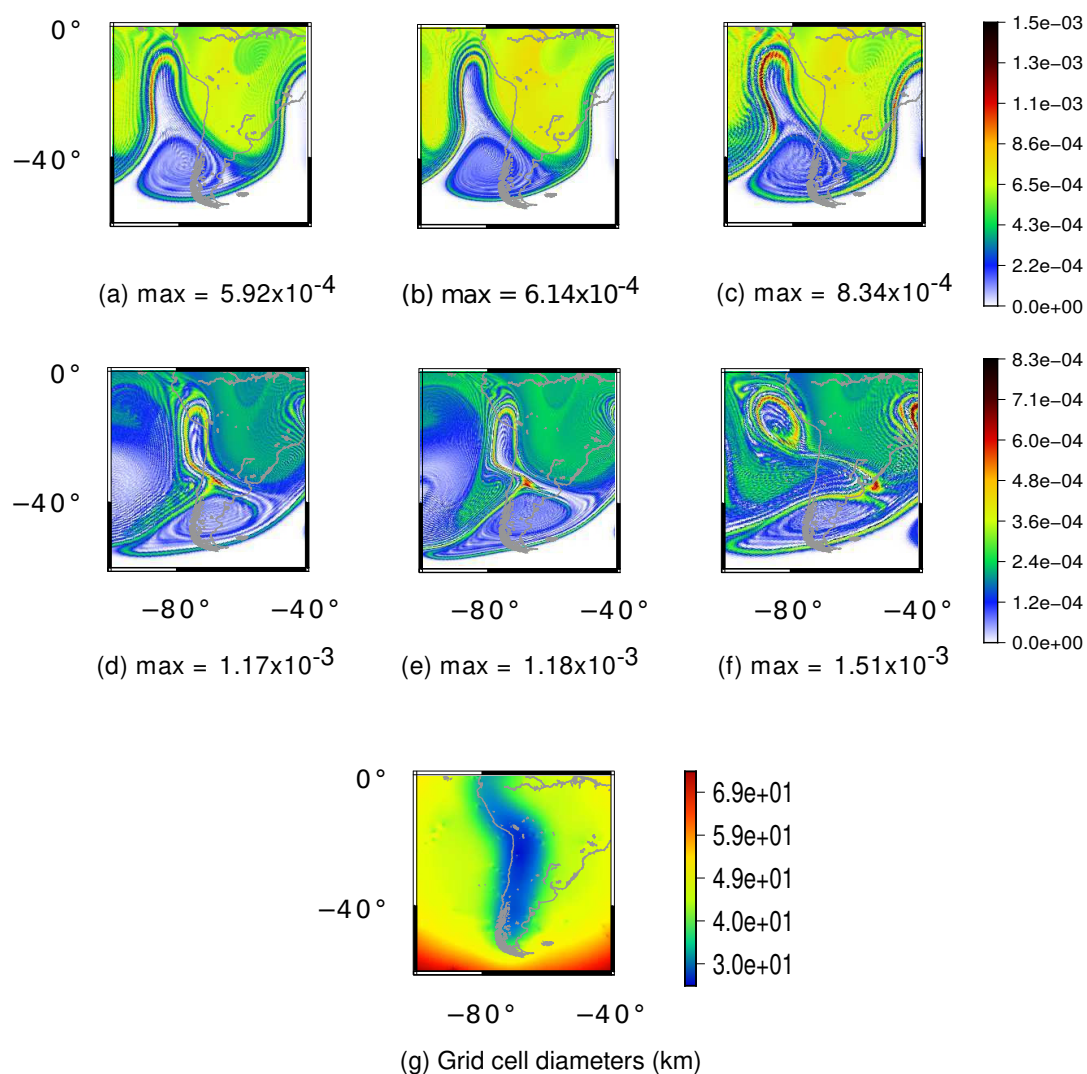 0°
−40°
1.5e−03
1.3e−03
1.1e−03
8.6e−04
6.5e−04
4.3e−04
2.2e−04
0.0e+00
(a) max = 5.92x10-4
(b) max = 6.14x10-4
(c) max = 8.34x10-4
0°
−40°
−80°
−40°
−80°
−40°
−80°
−40°
8.3e−04
7.1e−04
6.0e−04
4.8e−04
3.6e−04
2.4e−04
1.2e−04
0.0e+00
(d) max = 1.17x10-3
(e) max = 1.18x10-3
(f) max = 1.51x10-3
0°
−40°
−80°
−40°
6.9e+01
5.9e+01
4.9e+01
4.0e+01
3.0e+01
(g) Grid cell diameters (km)